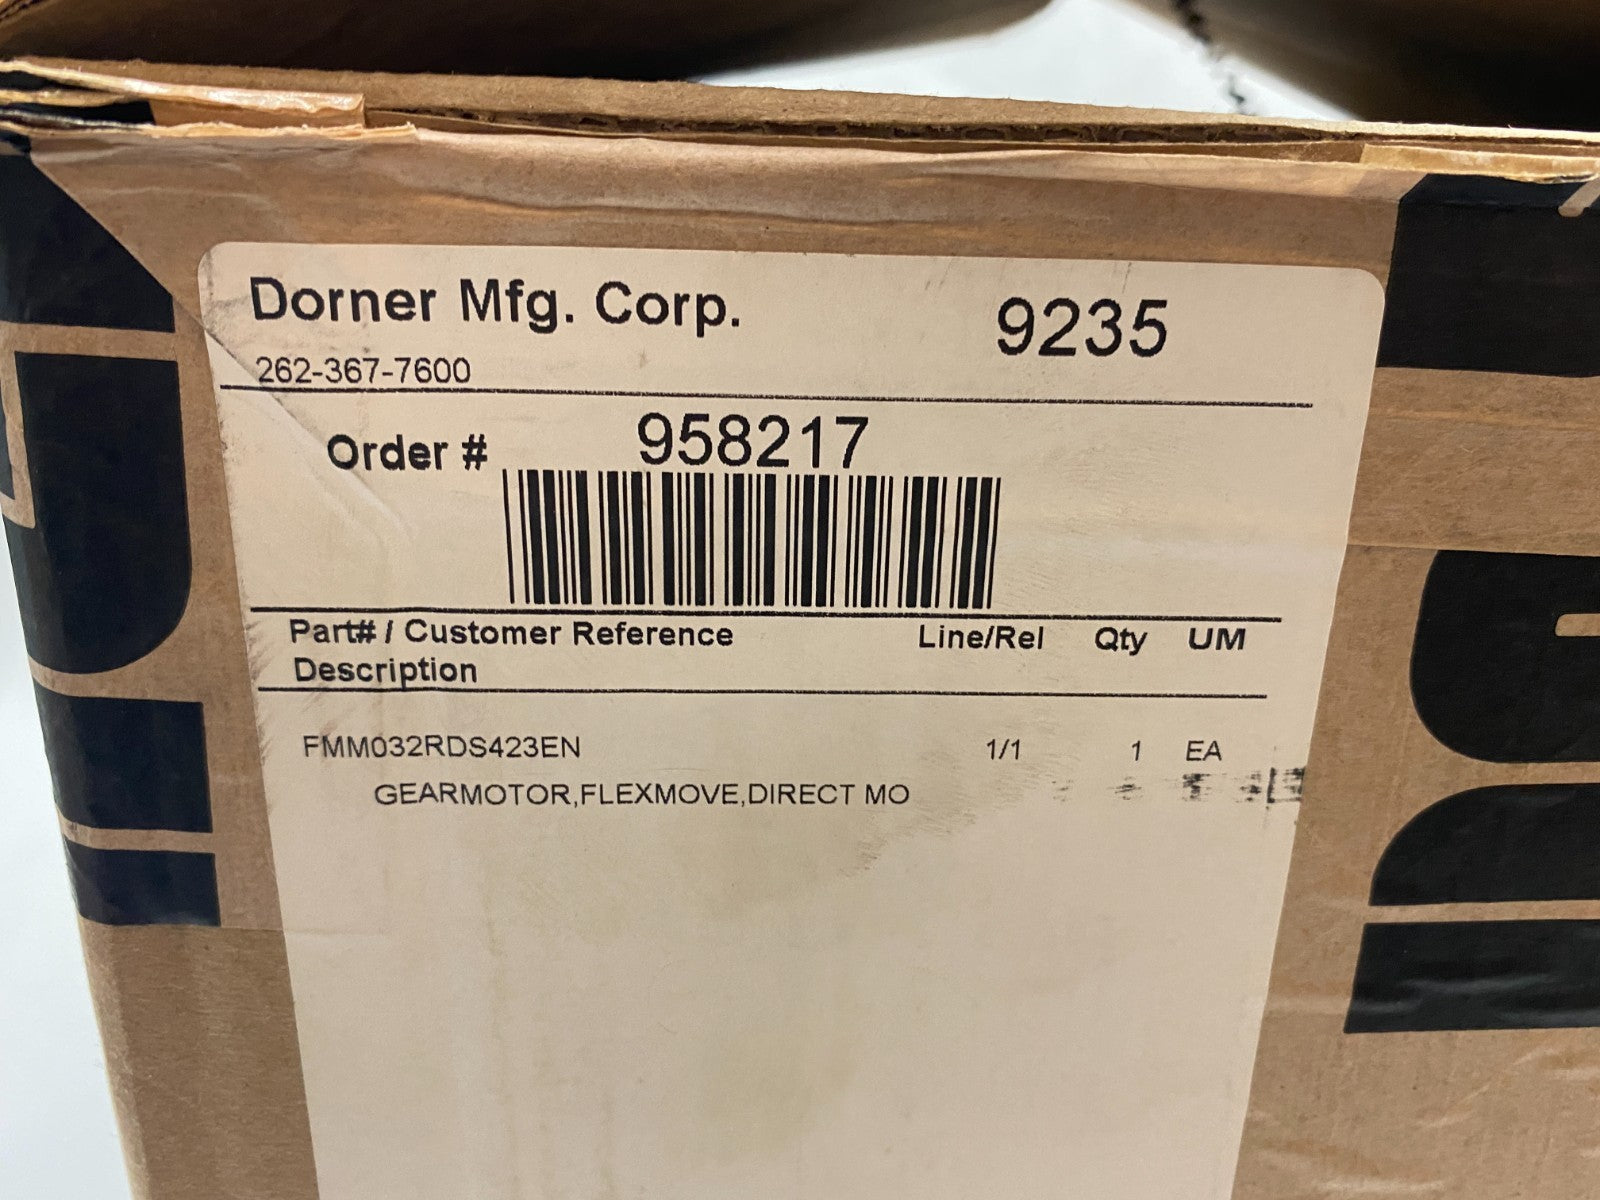 Dorner Mfg. Corp. 9235
262-367-7600
Order # 958217
Part# / Customer Reference Line/Rel Qty UM
Description
FMM032RDS423EN 1/1 1 EA
GEARMOTOR,FLEXMOVE,DIRECT MO